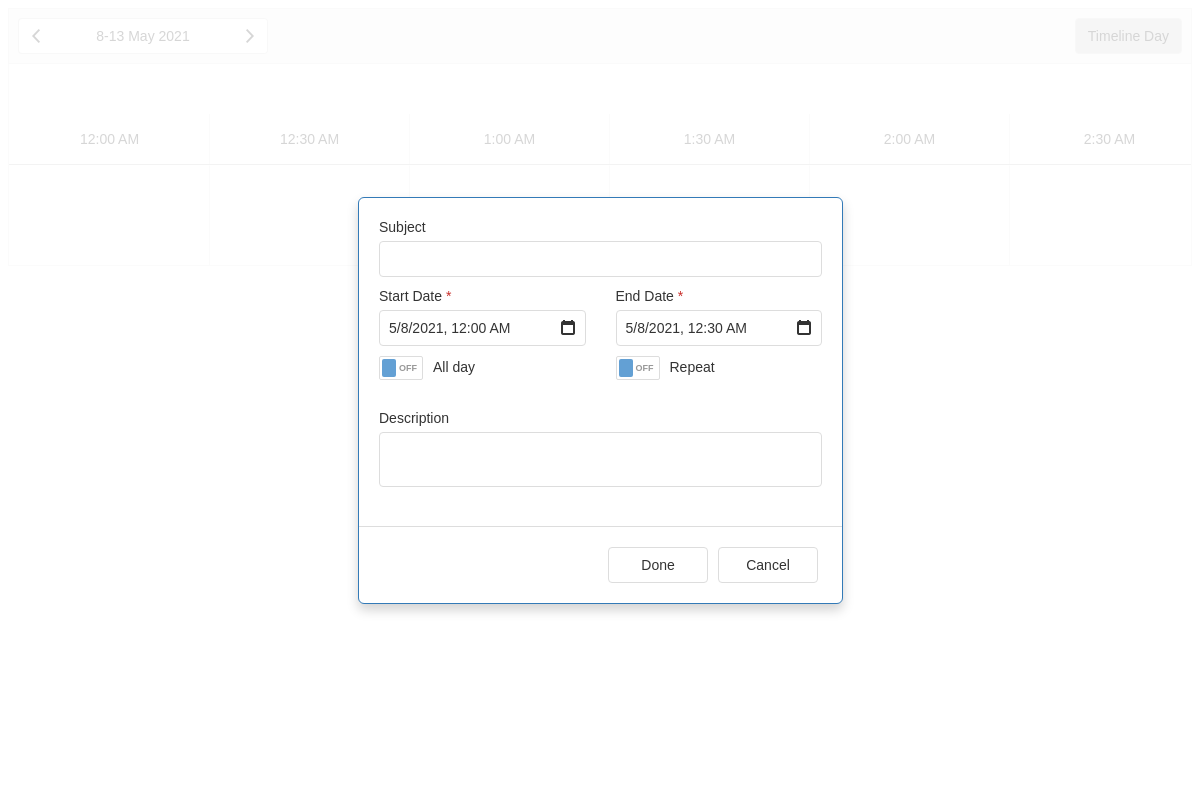 8-13 May 2021
Timeline Day
12:00 AM 12:30 AM 1:00 AM 1:30 AM 2:00 AM 2:30 AM
Subject
Start Date * End Date *
5/8/2021, 12:00 AM 5/8/2021, 12:30 AM
OFF All day OFF Repeat
Description
Done Cancel